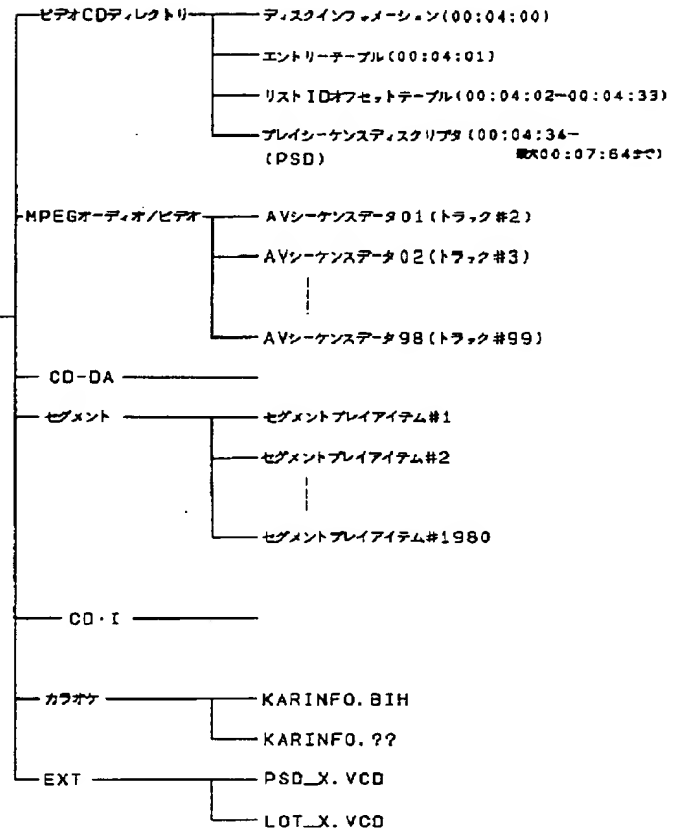 ビデオCDディレクトリ
ディスクインフォメーション(00:04:00)
エントリーテーブル(00:04:01)
リストIDオフセットテーブル(00:04:02-00:04:33)
プレイシーケンスディスクリプタ(00:04:34-
(PSD)
最大00:07:64まで)
MPEGオーディオ/ビデオ
AVシーケンスデータ01(トラック#2)
AVシーケンスデータ02(トラック#3)
AVシーケンスデータ98(トラック#99)
CD-DA
セグメント
セグメントプレイアイテム#1
セグメントプレイアイテム#2
セグメントプレイアイテム#1980
CD・I
カラオケ
KARINFO.BIH
KARINFO.??
EXT
PSD_X.VCD
LOT_X.VCD